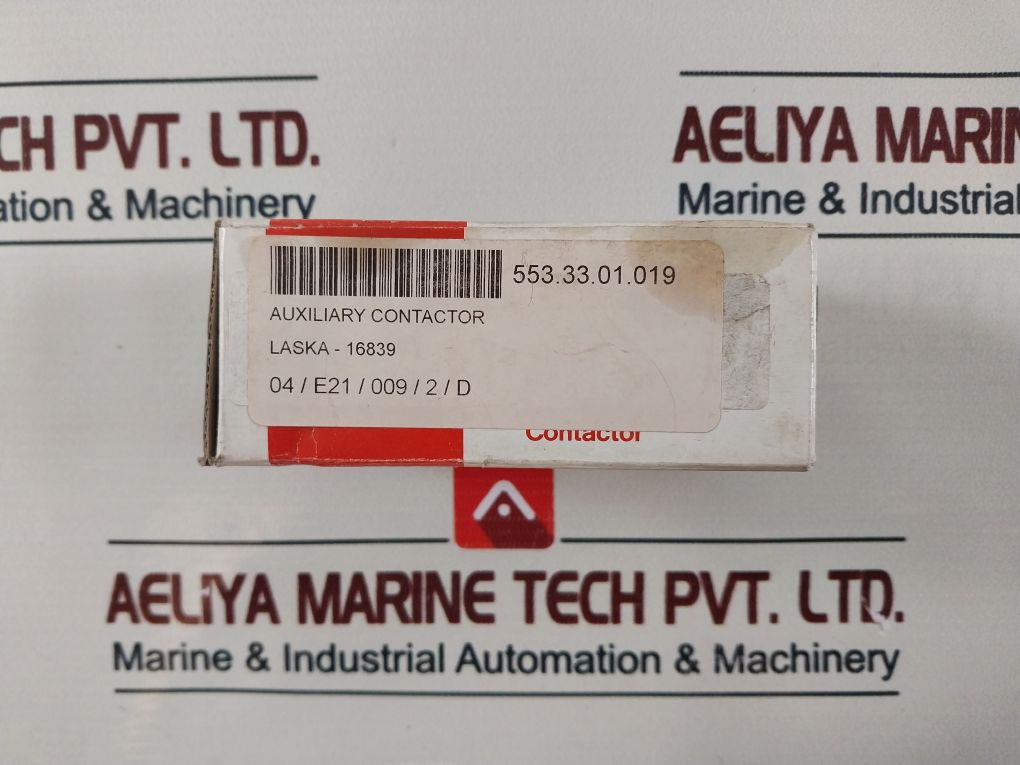 CH PVT. LTD.
ation & Machinery
AELIYA MARIN
Marine & Industrial
553.33.01.019
AUXILIARY CONTACTOR
LASKA - 16839
04 / E21 / 009 / 2 / D
Contactor
AELIYA MARINE TECH PVT. LTD.
Marine & Industrial Automation & Machinery